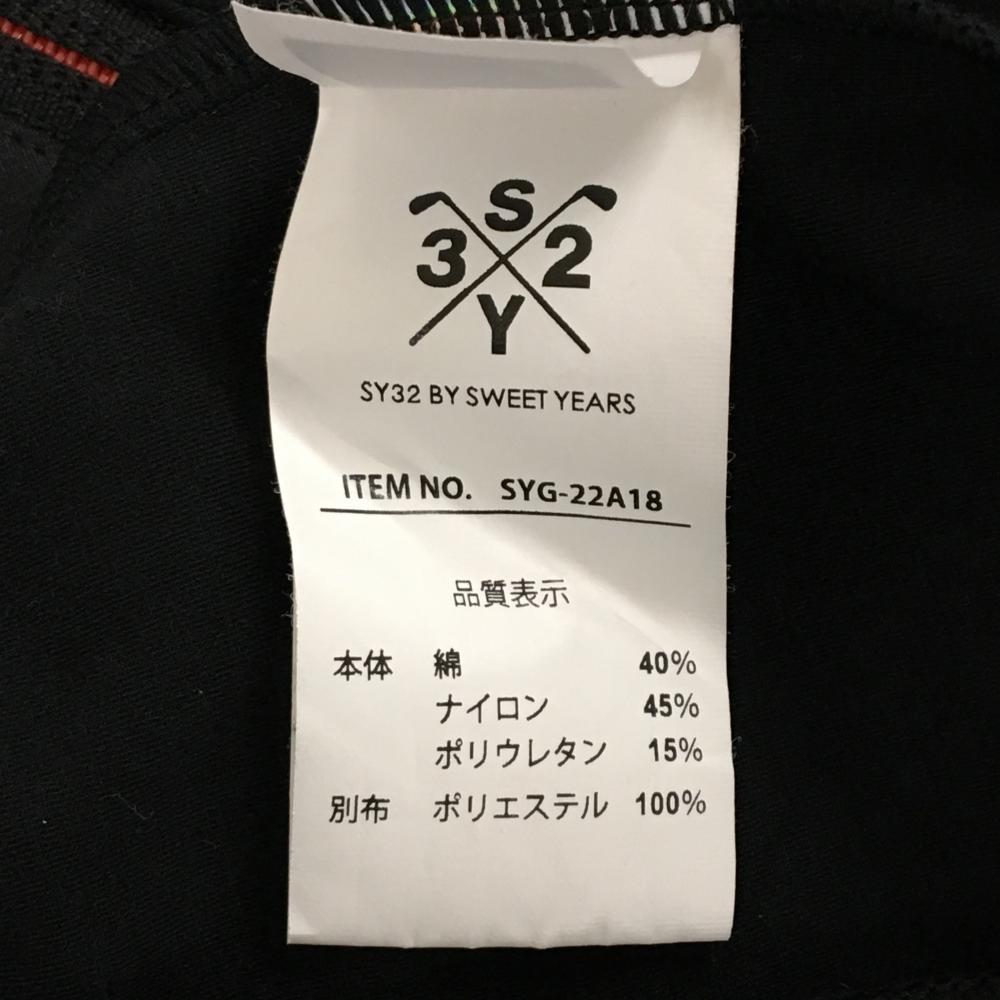 S
3 2
Y
SY32 BY SWEET YEARS
ITEM NO. SYG-22A18
品質表示
本体 綿 40%
ナイロン 45%
ポリウレタン 15%
別布 ポリエステル 100%